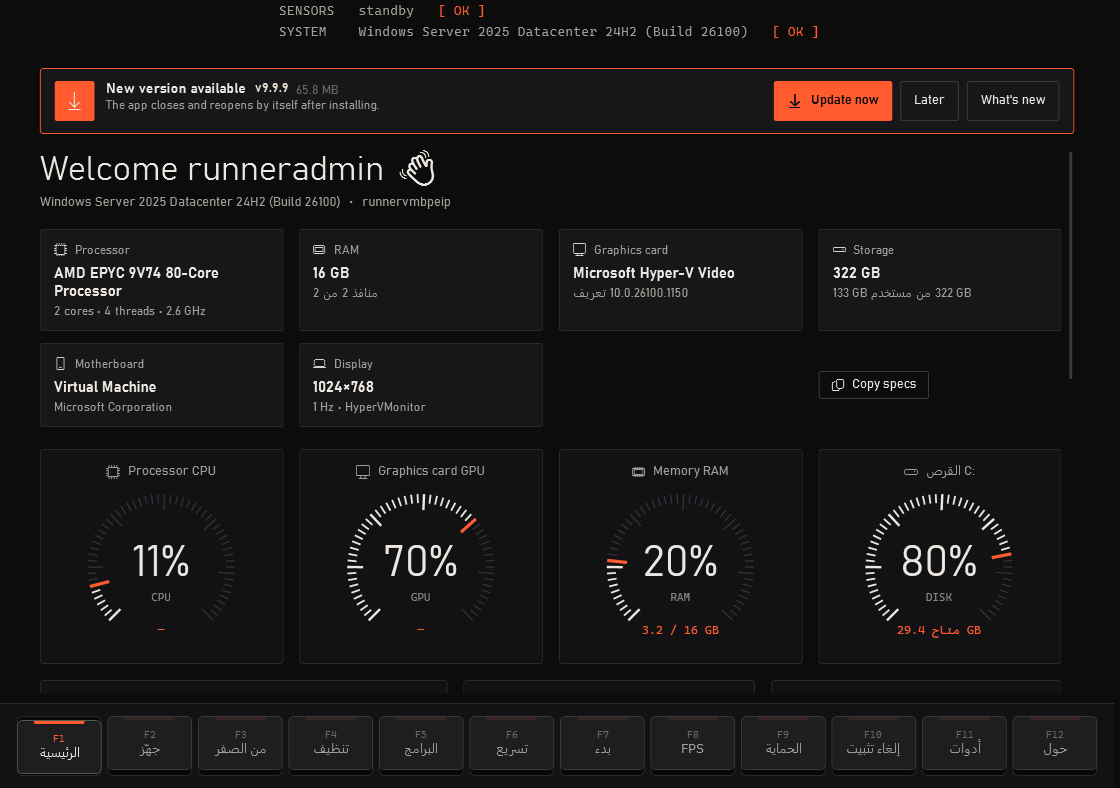 SENSORS standby [ OK ]
SYSTEM Windows Server 2025 Datacenter 24H2 (Build 26100) [ OK ]
New version available v9.9.9 65.8 MB
The app closes and reopens by itself after installing.
Update now
Later
What's new
Welcome runneradmin
Windows Server 2025 Datacenter 24H2 (Build 26100) • runnervmbpeip
Processor
AMD EPYC 9V74 80-Core
Processor
2 cores • 4 threads • 2.6 GHz
RAM
16 GB
2 من 2 منافذ
Graphics card
Microsoft Hyper-V Video
تعريف 10.0.26100.1150
Storage
322 GB
133 GB مستخدم من 322 GB
Motherboard
Virtual Machine
Microsoft Corporation
Display
1024×768
1 Hz • HyperVMonitor
Copy specs
Processor CPU
11%
CPU
—
Graphics card GPU
70%
GPU
—
Memory RAM
20%
RAM
3.2 / 16 GB
القرص C:
80%
DISK
29.4 متاح GB
F1
الرئيسية
F2
جهّز
F3
من الصفر
F4
تنظيف
F5
البرامج
F6
تسريع
F7
بدء
F8
FPS
F9
الحماية
F10
إلغاء تثبيت
F11
أدوات
F12
حول